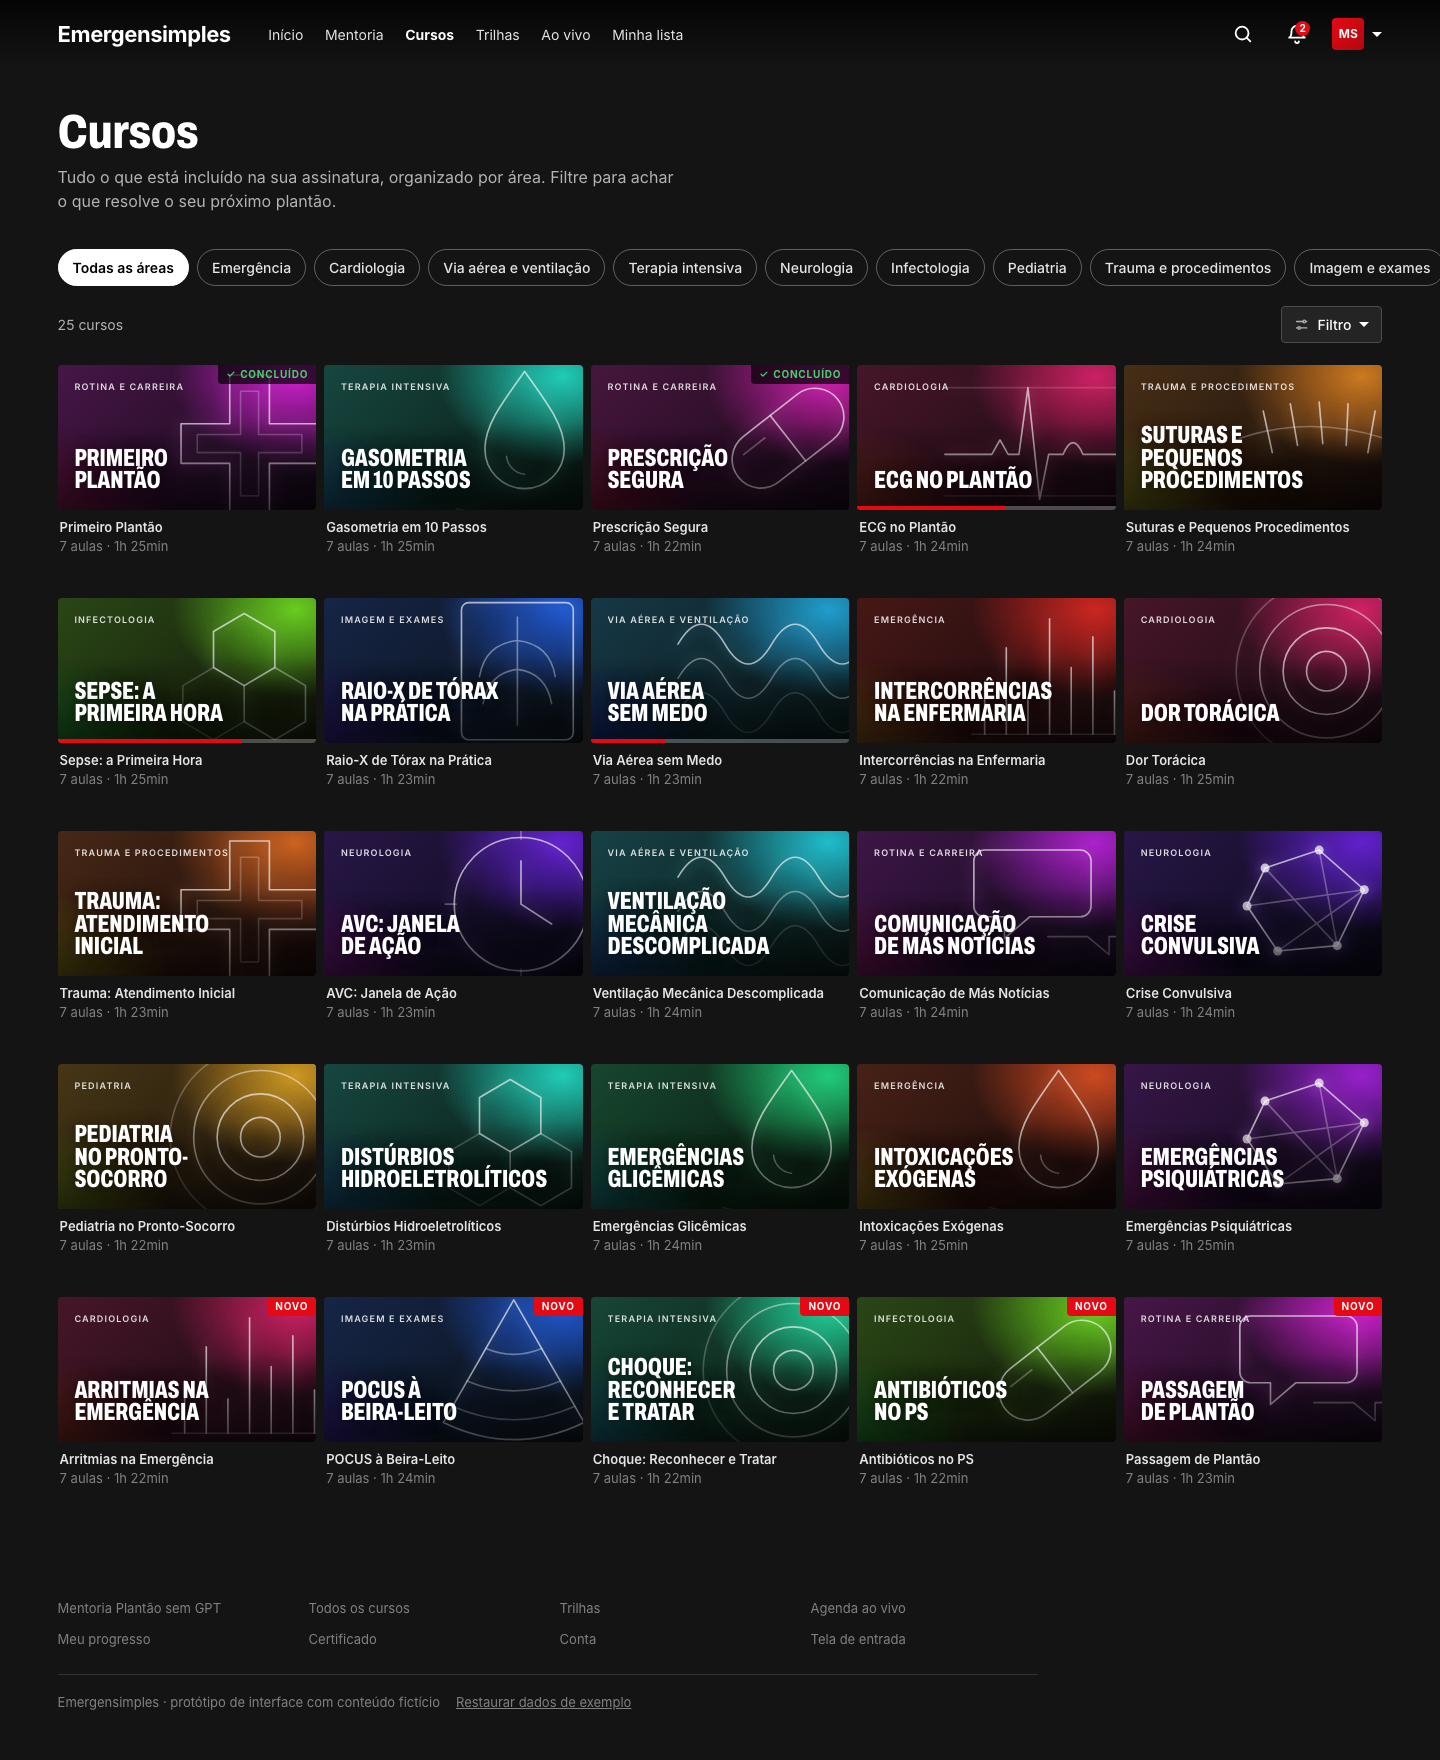 Emergensimples
Início
Mentoria
Cursos
Trilhas
Ao vivo
Minha lista
2
MS
Cursos
Tudo o que está incluído na sua assinatura, organizado por área. Filtre para achar
o que resolve o seu próximo plantão.
Todas as áreas
Emergência
Cardiologia
Via aérea e ventilação
Terapia intensiva
Neurologia
Infectologia
Pediatria
Trauma e procedimentos
Imagem e exames
25 cursos
Filtro
ROTINA E CARREIRA
✓ CONCLUÍDO
PRIMEIRO
PLANTÃO
Primeiro Plantão
7 aulas · 1h 25min
TERAPIA INTENSIVA
GASOMETRIA
EM 10 PASSOS
Gasometria em 10 Passos
7 aulas · 1h 25min
ROTINA E CARREIRA
✓ CONCLUÍDO
PRESCRIÇÃO
SEGURA
Prescrição Segura
7 aulas · 1h 22min
CARDIOLOGIA
ECG NO PLANTÃO
ECG no Plantão
7 aulas · 1h 24min
TRAUMA E PROCEDIMENTOS
SUTURAS E
PEQUENOS
PROCEDIMENTOS
Suturas e Pequenos Procedimentos
7 aulas · 1h 24min
INFECTOLOGIA
SEPSE: A
PRIMEIRA HORA
Sepse: a Primeira Hora
7 aulas · 1h 25min
IMAGEM E EXAMES
RAIO-X DE TÓRAX
NA PRÁTICA
Raio-X de Tórax na Prática
7 aulas · 1h 23min
VIA AÉREA E VENTILAÇÃO
VIA AÉREA
SEM MEDO
Via Aérea sem Medo
7 aulas · 1h 23min
EMERGÊNCIA
INTERCORRÊNCIAS
NA ENFERMARIA
Intercorrências na Enfermaria
7 aulas · 1h 22min
CARDIOLOGIA
DOR TORÁCICA
Dor Torácica
7 aulas · 1h 25min
TRAUMA E PROCEDIMENTOS
TRAUMA:
ATENDIMENTO
INICIAL
Trauma: Atendimento Inicial
7 aulas · 1h 23min
NEUROLOGIA
AVC: JANELA
DE AÇÃO
AVC: Janela de Ação
7 aulas · 1h 23min
VIA AÉREA E VENTILAÇÃO
VENTILAÇÃO
MECÂNICA
DESCOMPLICADA
Ventilação Mecânica Descomplicada
7 aulas · 1h 24min
ROTINA E CARREIRA
COMUNICAÇÃO
DE MÁS NOTÍCIAS
Comunicação de Más Notícias
7 aulas · 1h 24min
NEUROLOGIA
CRISE
CONVULSIVA
Crise Convulsiva
7 aulas · 1h 24min
PEDIATRIA
PEDIATRIA
NO PRONTO-
SOCORRO
Pediatria no Pronto-Socorro
7 aulas · 1h 22min
TERAPIA INTENSIVA
DISTÚRBIOS
HIDROELETROLÍTICOS
Distúrbios Hidroeletrolíticos
7 aulas · 1h 23min
TERAPIA INTENSIVA
EMERGÊNCIAS
GLICÊMICAS
Emergências Glicêmicas
7 aulas · 1h 24min
EMERGÊNCIA
INTOXICAÇÕES
EXÓGENAS
Intoxicações Exógenas
7 aulas · 1h 25min
NEUROLOGIA
EMERGÊNCIAS
PSIQUIÁTRICAS
Emergências Psiquiátricas
7 aulas · 1h 25min
CARDIOLOGIA
NOVO
ARRITMIAS NA
EMERGÊNCIA
Arritmias na Emergência
7 aulas · 1h 22min
IMAGEM E EXAMES
NOVO
POCUS À
BEIRA-LEITO
POCUS à Beira-Leito
7 aulas · 1h 24min
TERAPIA INTENSIVA
NOVO
CHOQUE:
RECONHECER
E TRATAR
Choque: Reconhecer e Tratar
7 aulas · 1h 22min
INFECTOLOGIA
NOVO
ANTIBIÓTICOS
NO PS
Antibióticos no PS
7 aulas · 1h 22min
ROTINA E CARREIRA
NOVO
PASSAGEM
DE PLANTÃO
Passagem de Plantão
7 aulas · 1h 23min
Mentoria Plantão sem GPT
Todos os cursos
Trilhas
Agenda ao vivo
Meu progresso
Certificado
Conta
Tela de entrada
Emergensimples · protótipo de interface com conteúdo fictício
Restaurar dados de exemplo